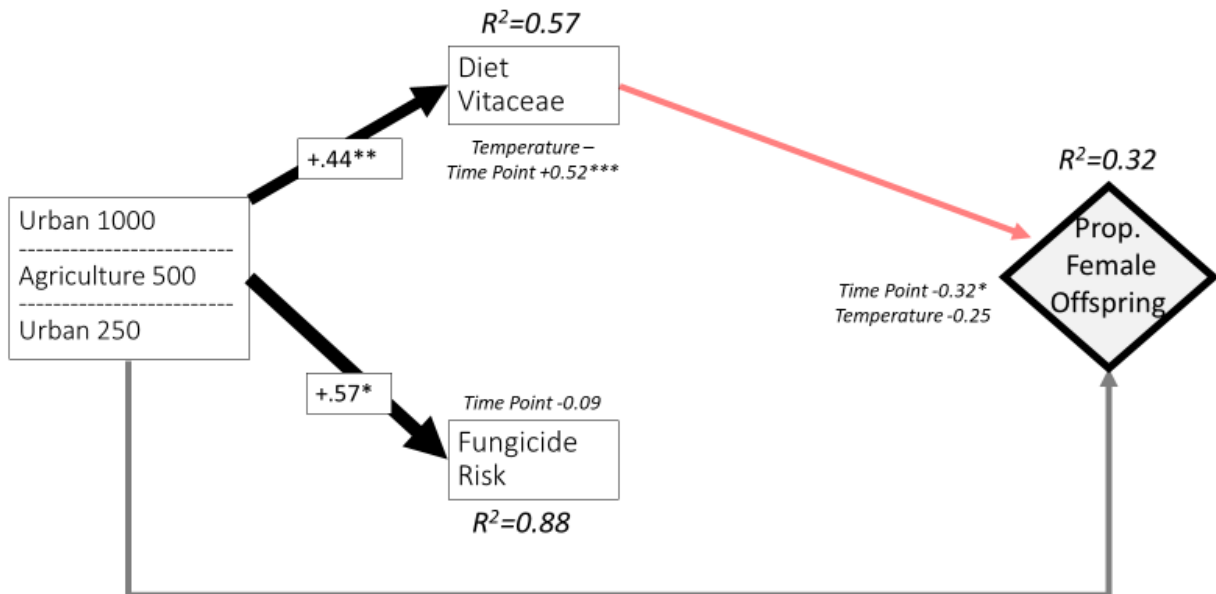 R²=0.57
Diet
Vitaceae
Temperature –
Time Point +0.52***
+.44**
Urban 1000
------------------------
Agriculture 500
------------------------
Urban 250
+.57*
Time Point -0.09
Fungicide
Risk
R²=0.88
R²=0.32
Prop.
Female
Offspring
Time Point -0.32*
Temperature -0.25